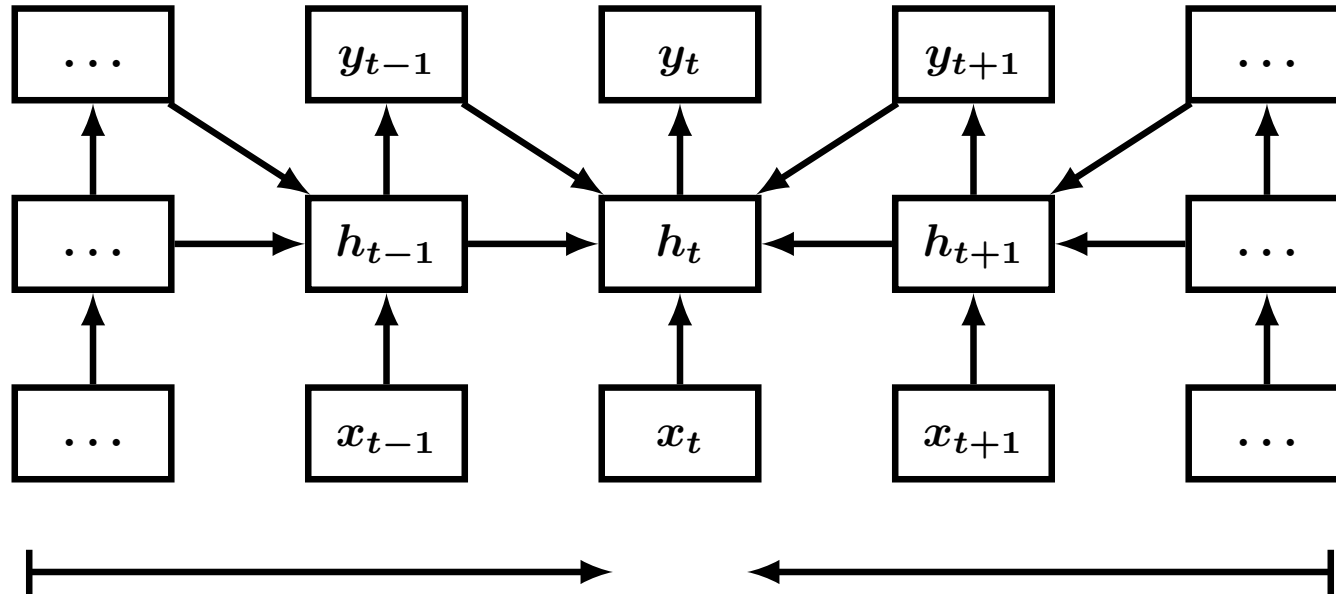 ... y_{t-1} y_t y_{t+1} ...
... h_{t-1} h_t h_{t+1} ...
... x_{t-1} x_t x_{t+1} ...